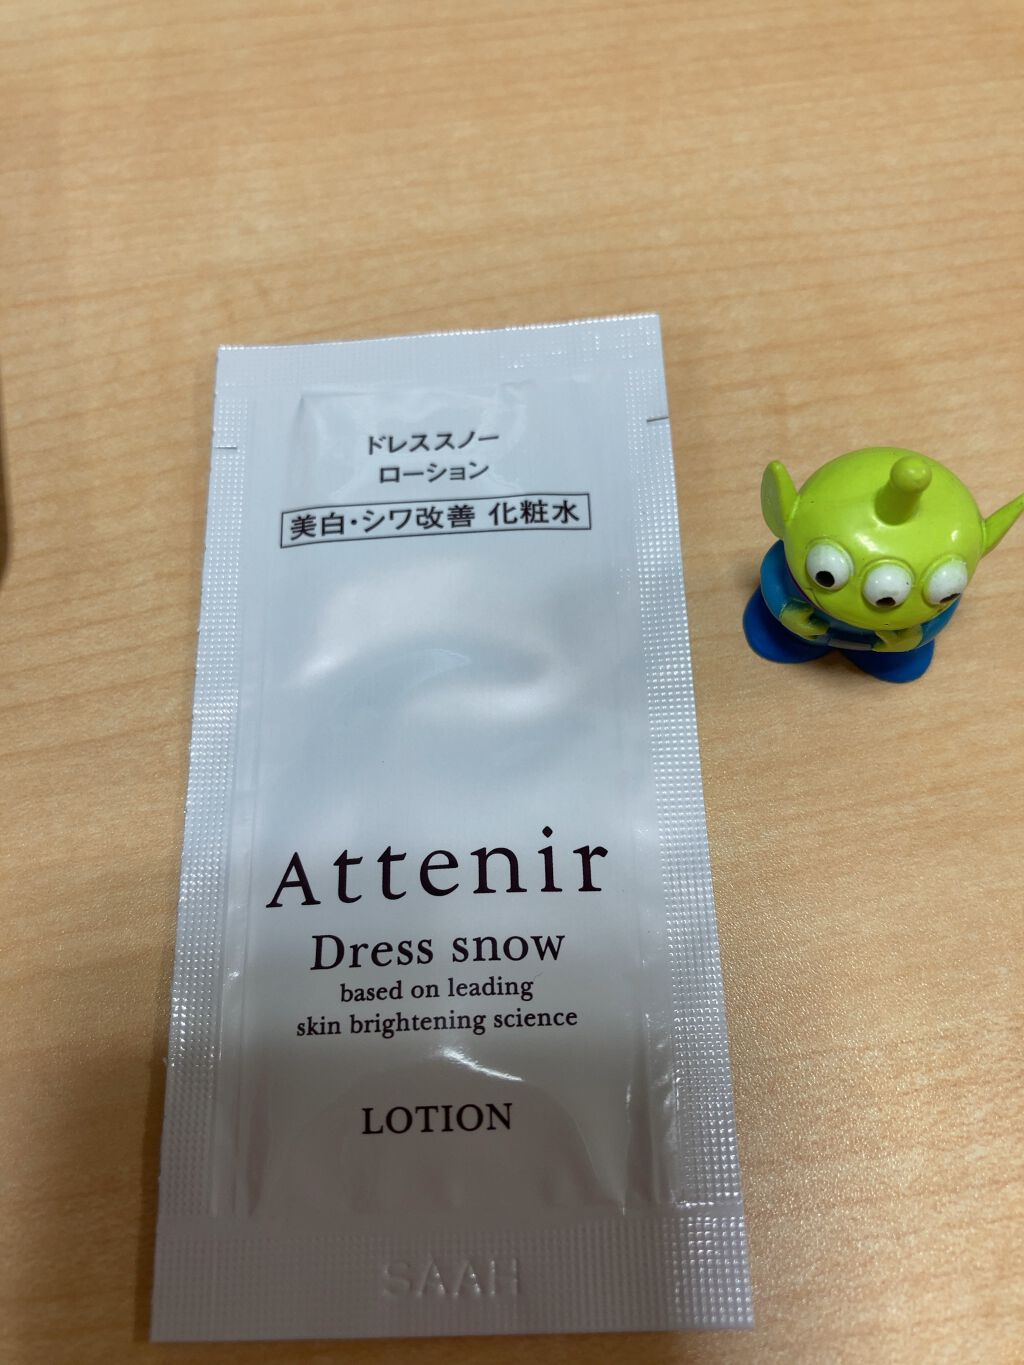 ドレススノー
ローション
美白・シワ改善 化粧水
Attenir
Dress snow
based on leading
skin brightening science
LOTION
SAAH